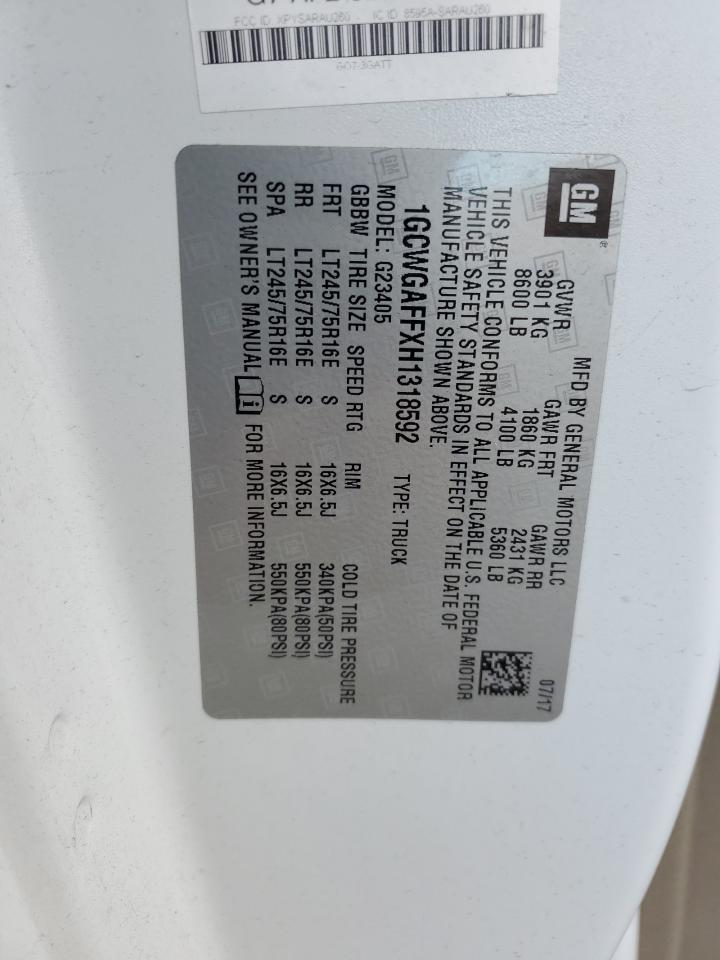 FCC ID XPYSARAU260 IC ID 8595A-SARAU260
GO7-3GATT
GM ®
MFD BY GENERAL MOTORS LLC 07/17
GVWR GAWR FRT GAWR RR
3901 KG 1860 KG 2431 KG
8600 LB 4100 LB 5360 LB
THIS VEHICLE CONFORMS TO ALL APPLICABLE U.S. FEDERAL MOTOR
VEHICLE SAFETY STANDARDS IN EFFECT ON THE DATE OF
MANUFACTURE SHOWN ABOVE.
1GCWGAFFXH1318592 TYPE: TRUCK
MODEL: G23405
GBBW TIRE SIZE SPEED RTG RIM COLD TIRE PRESSURE
FRT LT245/75R16E S 16X6.5J 340KPA(50PSI)
RR LT245/75R16E S 16X6.5J 550KPA(80PSI)
SPA LT245/75R16E S 16X6.5J 550KPA(80PSI)
SEE OWNER'S MANUAL FOR MORE INFORMATION.